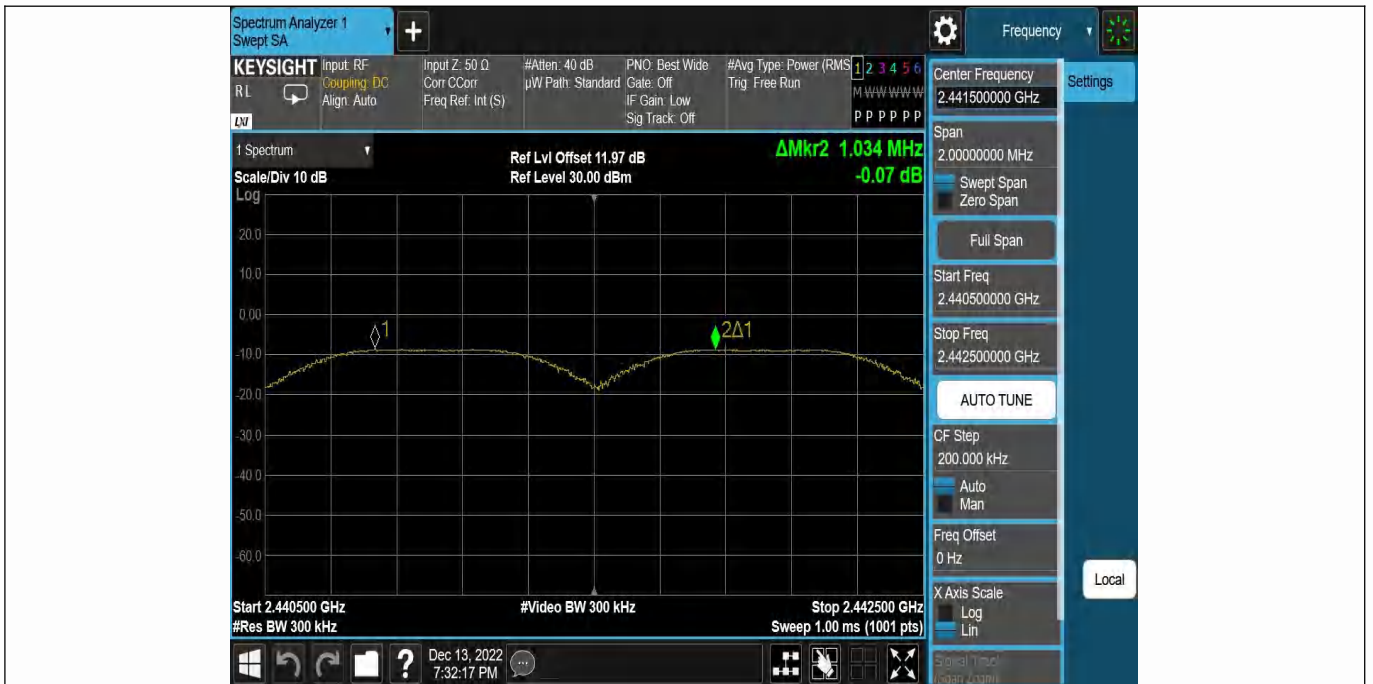 Spectrum Analyzer 1
Swept SA
+
Frequency
KEYSIGHT
RL
LXI
Input: RF
Coupling: DC
Align: Auto
Input Z: 50 Ω
Corr CCorr
Freq Ref: Int (S)
#Atten: 40 dB
µW Path: Standard
PNO: Best Wide
Gate: Off
IF Gain: Low
Sig Track: Off
#Avg Type: Power (RMS
Trig: Free Run
1 2 3 4 5 6
M W W W W W
P P P P P P
1 Spectrum
Scale/Div 10 dB
Ref Lvl Offset 11.97 dB
Ref Level 30.00 dBm
ΔMkr2 1.034 MHz
-0.07 dB
Log
20.0
10.0
0.00
-10.0
-20.0
-30.0
-40.0
-50.0
-60.0
1
2Δ1
Start 2.440500 GHz
#Res BW 300 kHz
#Video BW 300 kHz
Stop 2.442500 GHz
Sweep 1.00 ms (1001 pts)
Center Frequency
2.441500000 GHz
Settings
Span
2.00000000 MHz
Swept Span
Zero Span
Full Span
Start Freq
2.440500000 GHz
Stop Freq
2.442500000 GHz
AUTO TUNE
CF Step
200.000 kHz
Auto
Man
Freq Offset
0 Hz
X Axis Scale
Log
Lin
Signal Track
(Span Zoom)
Local
?
Dec 13, 2022
7:32:17 PM